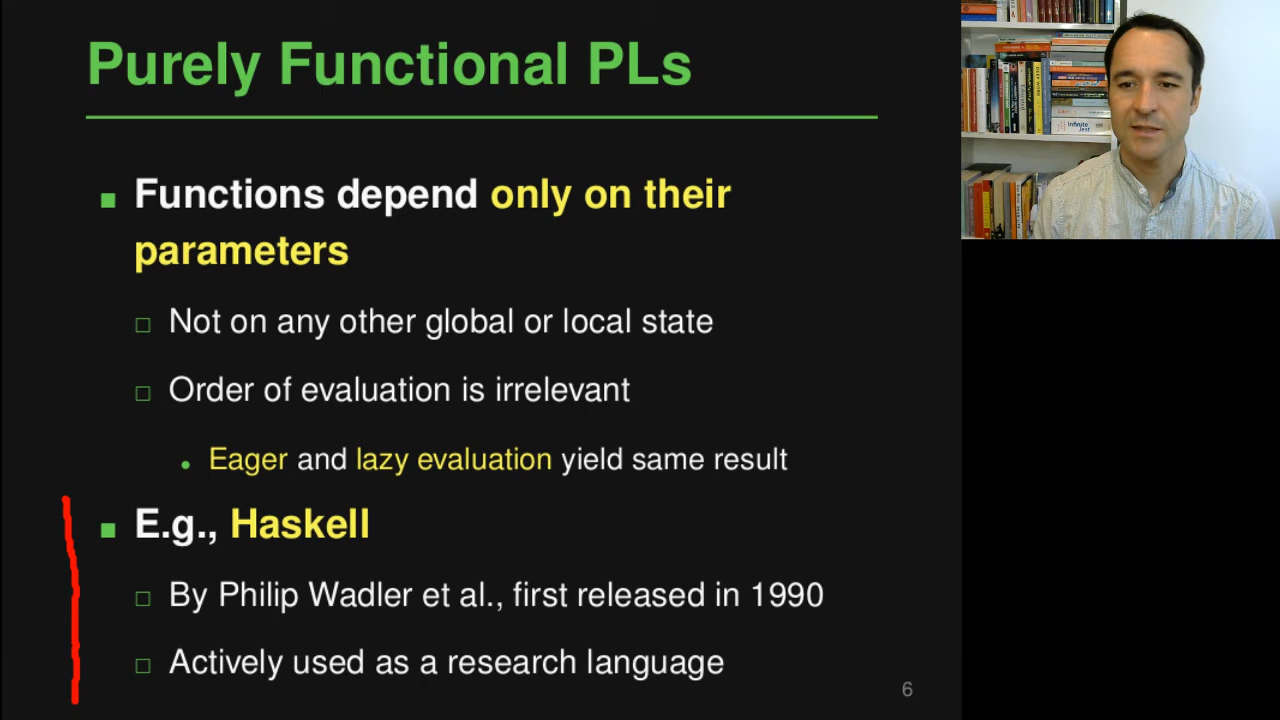 Purely Functional PLs
Functions depend only on their
parameters
Not on any other global or local state
Order of evaluation is irrelevant
Eager and lazy evaluation yield same result
E.g., Haskell
By Philip Wadler et al., first released in 1990
Actively used as a research language
6
Infinite
Jest